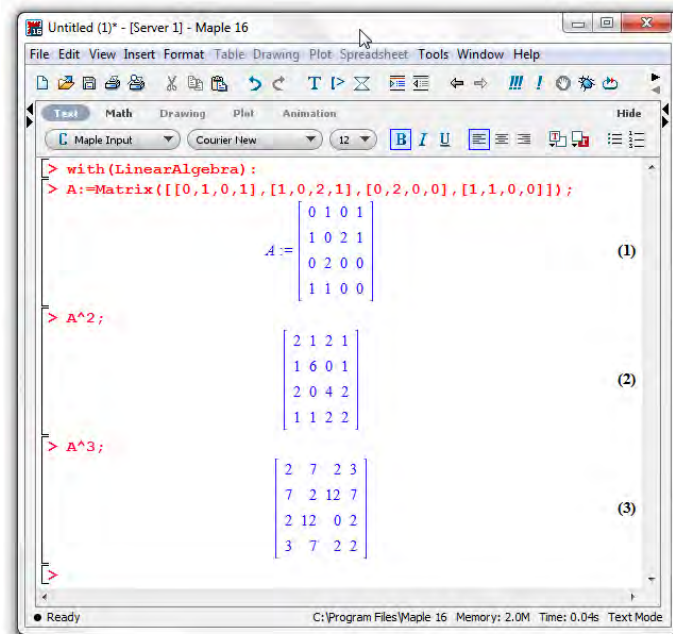 Untitled (1)* - [Server 1] - Maple 16
File Edit View Insert Format Table Drawing Plot Spreadsheet Tools Window Help
Text Math Drawing Plot Animation Hide
C Maple Input Courier New 12 B I U
> with(LinearAlgebra):
> A:=Matrix([[0,1,0,1],[1,0,2,1],[0,2,0,0],[1,1,0,0]]);
A :=
0 1 0 1
1 0 2 1
0 2 0 0
1 1 0 0
(1)
> A^2;
2 1 2 1
1 6 0 1
2 0 4 2
1 1 2 2
(2)
> A^3;
2 7 2 3
7 2 12 7
2 12 0 2
3 7 2 2
(3)
>
Ready C:\Program Files\Maple 16 Memory: 2.0M Time: 0.04s Text Mode